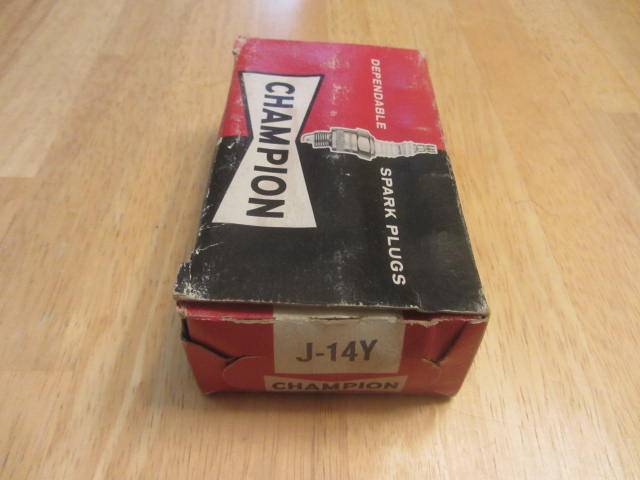 CHAMPION
DEPENDABLE
SPARK PLUGS
J-14Y
CHAMPION